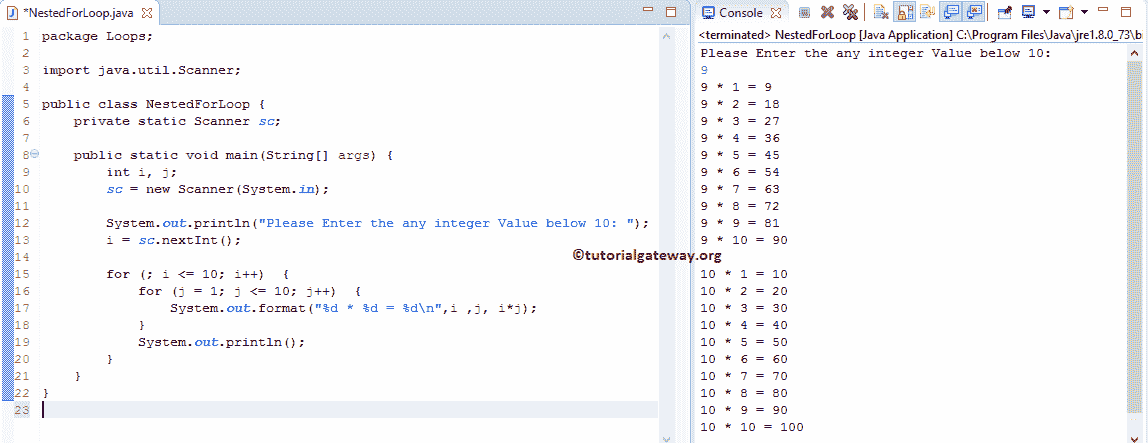 *NestedForLoop.java
1 package Loops;
2
3 import java.util.Scanner;
4
5 public class NestedForLoop {
6     private static Scanner sc;
7
8     public static void main(String[] args) {
9         int i, j;
10         sc = new Scanner(System.in);
11
12         System.out.println("Please Enter the any integer Value below 10: ");
13         i = sc.nextInt();
14
15         for (; i <= 10; i++)  {
16             for (j = 1; j <= 10; j++)  {
17                 System.out.format("%d * %d = %d\n",i ,j, i*j);
18             }
19             System.out.println();
20         }
21     }
22 }
23
©tutorialgateway.org
Console
<terminated> NestedForLoop [Java Application] C:\Program Files\Java\jre1.8.0_73\b
Please Enter the any integer Value below 10:
9
9 * 1 = 9
9 * 2 = 18
9 * 3 = 27
9 * 4 = 36
9 * 5 = 45
9 * 6 = 54
9 * 7 = 63
9 * 8 = 72
9 * 9 = 81
9 * 10 = 90

10 * 1 = 10
10 * 2 = 20
10 * 3 = 30
10 * 4 = 40
10 * 5 = 50
10 * 6 = 60
10 * 7 = 70
10 * 8 = 80
10 * 9 = 90
10 * 10 = 100